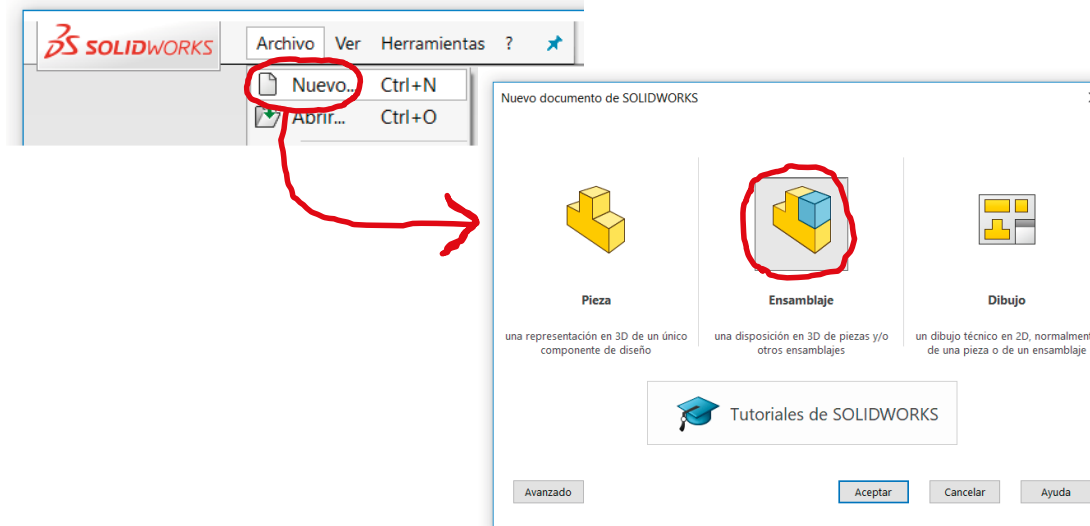 SOLIDWORKS
Archivo Ver Herramientas ?
Nuevo... Ctrl+N
Abrir... Ctrl+O
Nuevo documento de SOLIDWORKS
Pieza
una representación en 3D de un único
componente de diseño
Ensamblaje
una disposición en 3D de piezas y/o
otros ensamblajes
Dibujo
un dibujo técnico en 2D, normalment
de una pieza o de un ensamblaje
Tutoriales de SOLIDWORKS
Avanzado Aceptar Cancelar Ayuda